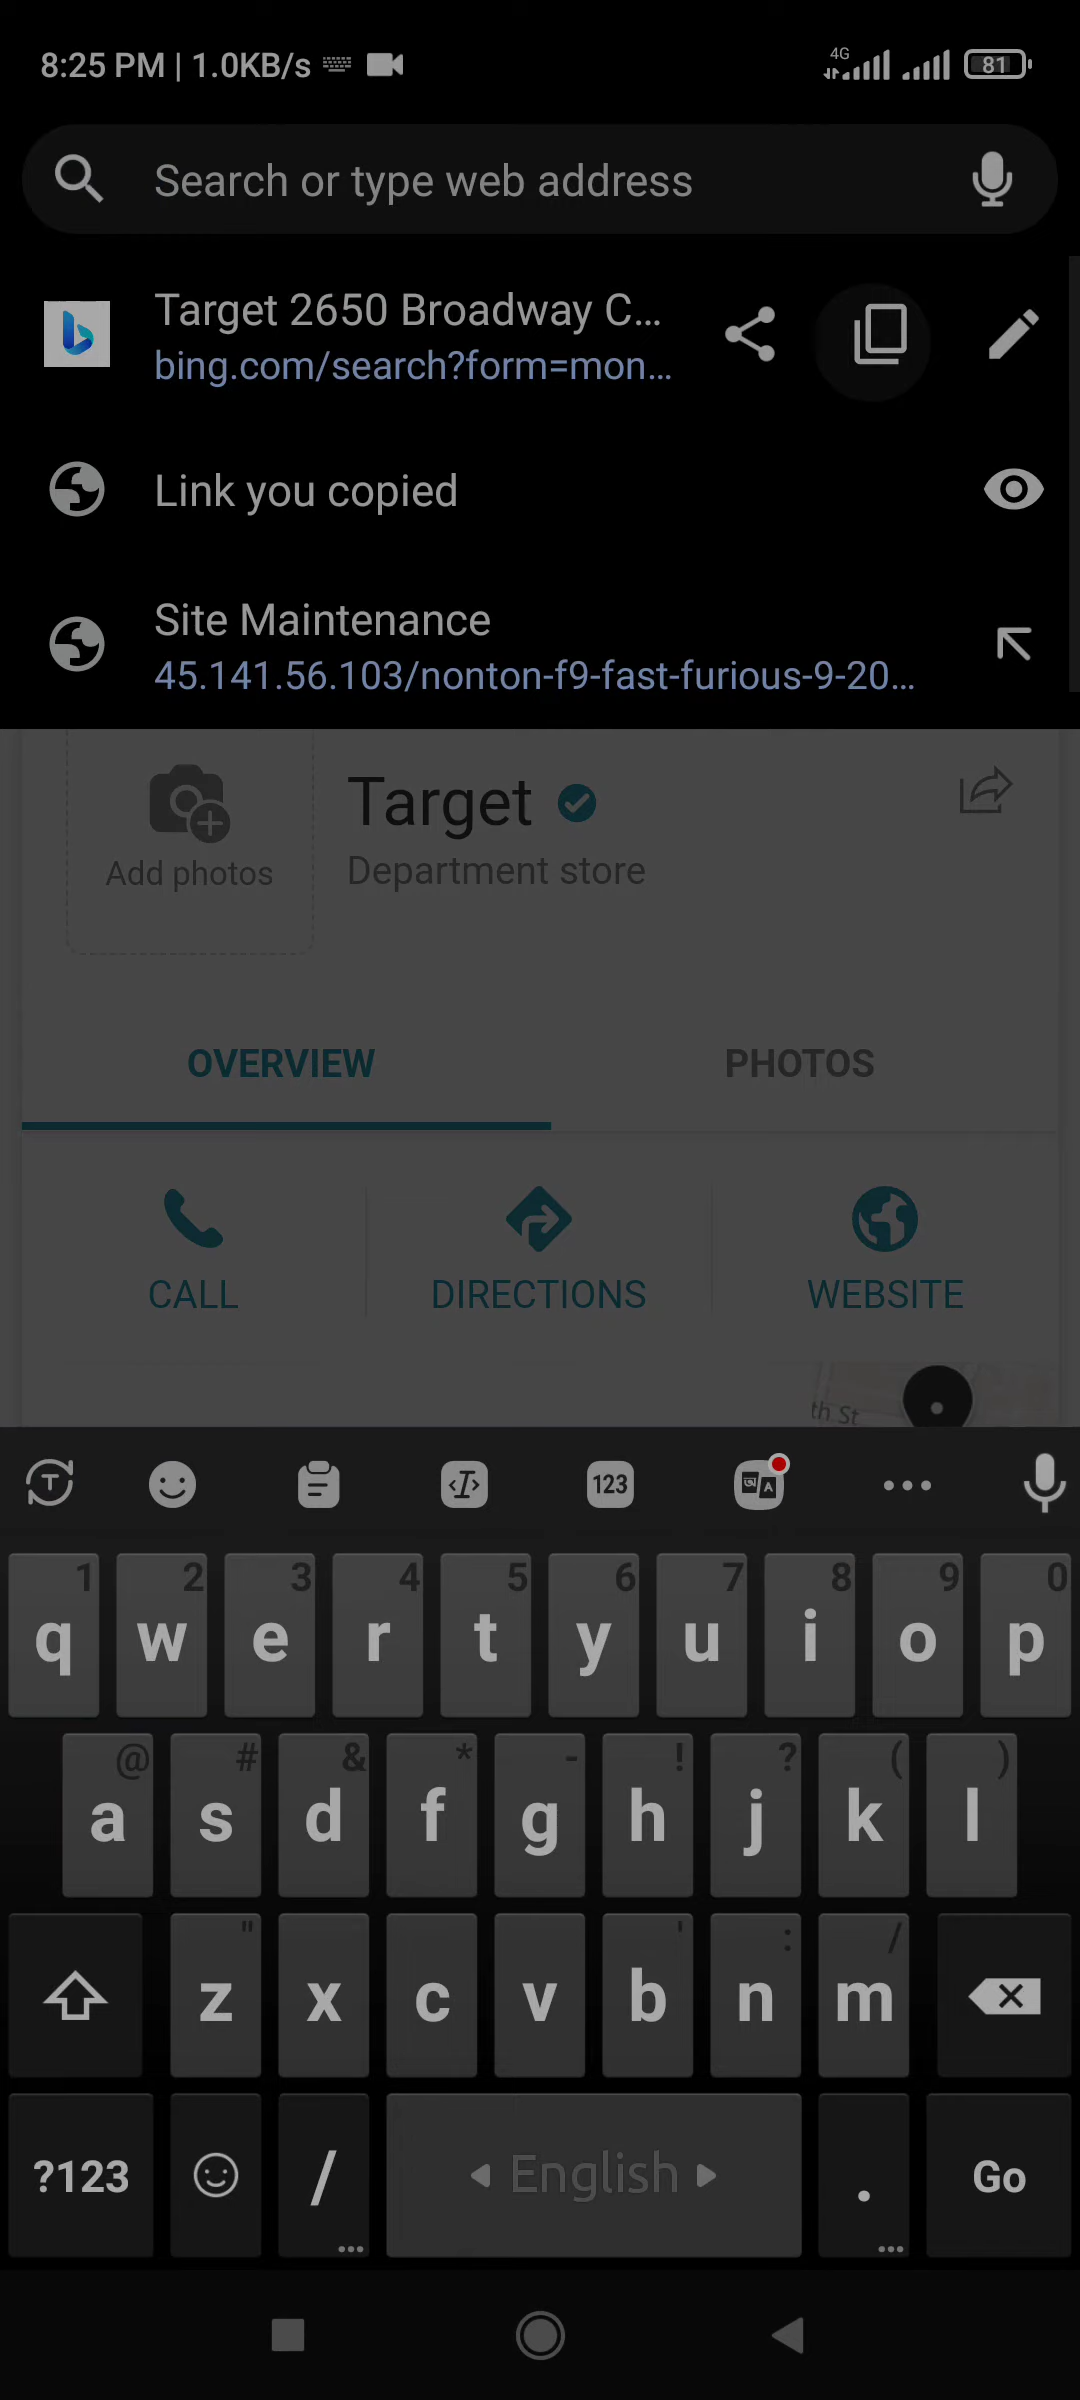 8:25 PM | 1.0KB/s
4G
81
Search or type web address
Target 2650 Broadway C...
bing.com/search?form=mon...
Link you copied
Site Maintenance
45.141.56.103/nonton-f9-fast-furious-9-20...
Add photos
Target
Department store
OVERVIEW
PHOTOS
CALL
DIRECTIONS
WEBSITE
th St
T
123
A
1 2 3 4 5 6 7 8 9 0
q w e r t y u i o p
@ # & * - ! ? ( )
a s d f g h j k l
" ' : /
z x c v b n m
?123
/
English
.
Go